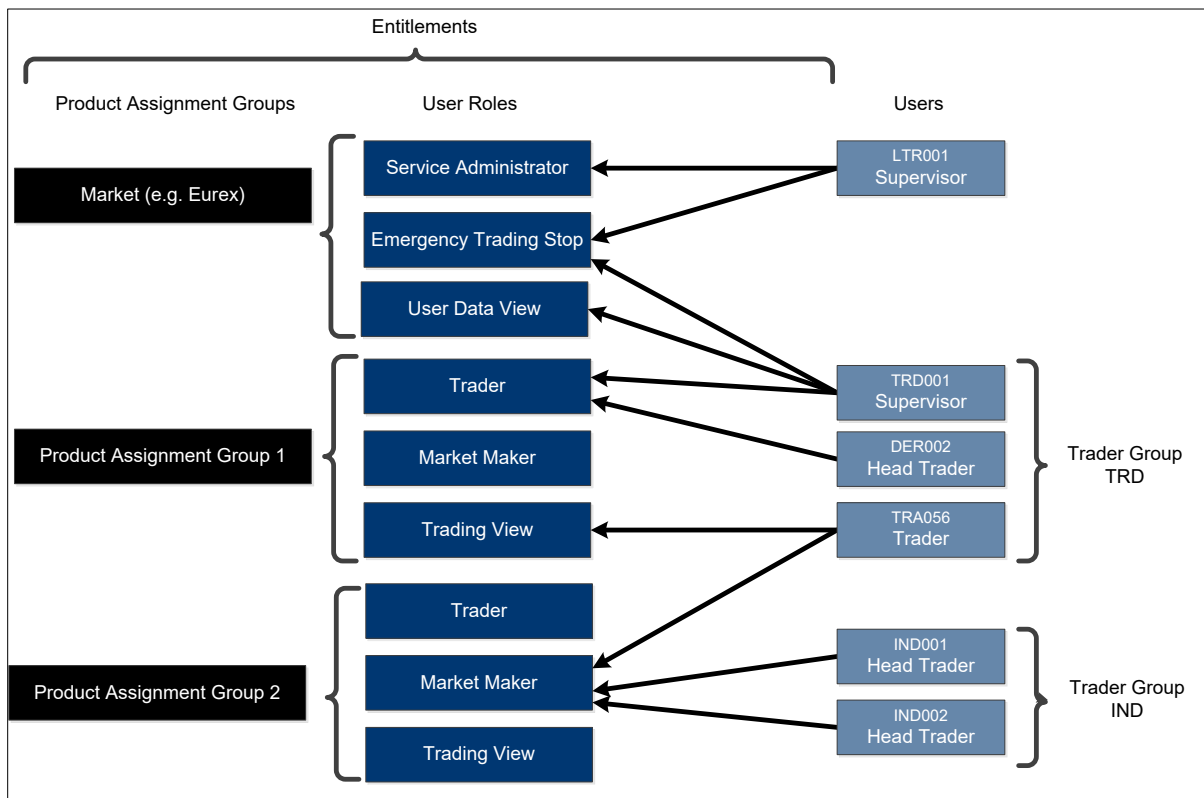 Entitlements
Product Assignment Groups
User Roles
Users
Market (e.g. Eurex)
Service Administrator
Emergency Trading Stop
User Data View
LTR001
Supervisor
Product Assignment Group 1
Trader
Market Maker
Trading View
TRD001
Supervisor
DER002
Head Trader
TRA056
Trader
Trader Group
TRD
Product Assignment Group 2
Trader
Market Maker
Trading View
IND001
Head Trader
IND002
Head Trader
Trader Group
IND